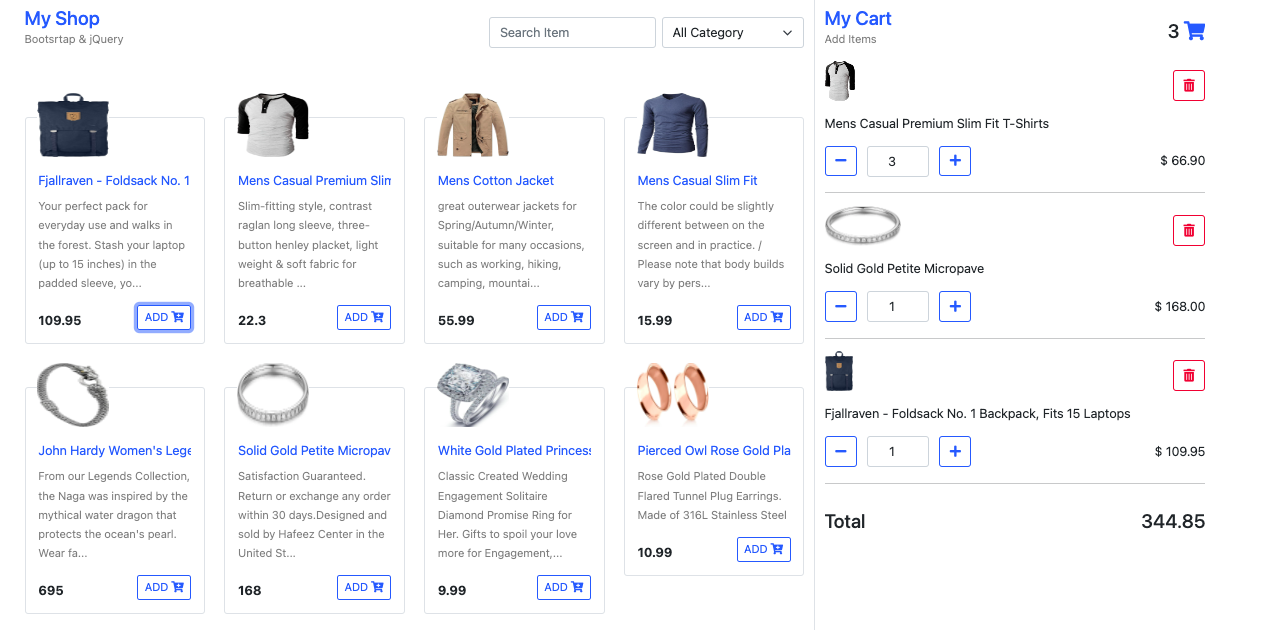 My Shop
Bootsrtap & jQuery
Search Item
All Category
Fjallraven - Foldsack No. 1
Your perfect pack for
everyday use and walks in
the forest. Stash your laptop
(up to 15 inches) in the
padded sleeve, yo...
109.95
ADD
Mens Casual Premium Slim
Slim-fitting style, contrast
raglan long sleeve, three-
button henley placket, light
weight & soft fabric for
breathable ...
22.3
ADD
Mens Cotton Jacket
great outerwear jackets for
Spring/Autumn/Winter,
suitable for many occasions,
such as working, hiking,
camping, mountai...
55.99
ADD
Mens Casual Slim Fit
The color could be slightly
different between on the
screen and in practice. /
Please note that body builds
vary by pers...
15.99
ADD
John Hardy Women's Lege
From our Legends Collection,
the Naga was inspired by the
mythical water dragon that
protects the ocean's pearl.
Wear fa...
695
ADD
Solid Gold Petite Micropav
Satisfaction Guaranteed.
Return or exchange any order
within 30 days.Designed and
sold by Hafeez Center in the
United St...
168
ADD
White Gold Plated Princess
Classic Created Wedding
Engagement Solitaire
Diamond Promise Ring for
Her. Gifts to spoil your love
more for Engagement,...
9.99
ADD
Pierced Owl Rose Gold Pla
Rose Gold Plated Double
Flared Tunnel Plug Earrings.
Made of 316L Stainless Steel
10.99
ADD
My Cart
Add Items
3
Mens Casual Premium Slim Fit T-Shirts
3
$ 66.90
Solid Gold Petite Micropave
1
$ 168.00
Fjallraven - Foldsack No. 1 Backpack, Fits 15 Laptops
1
$ 109.95
Total
344.85